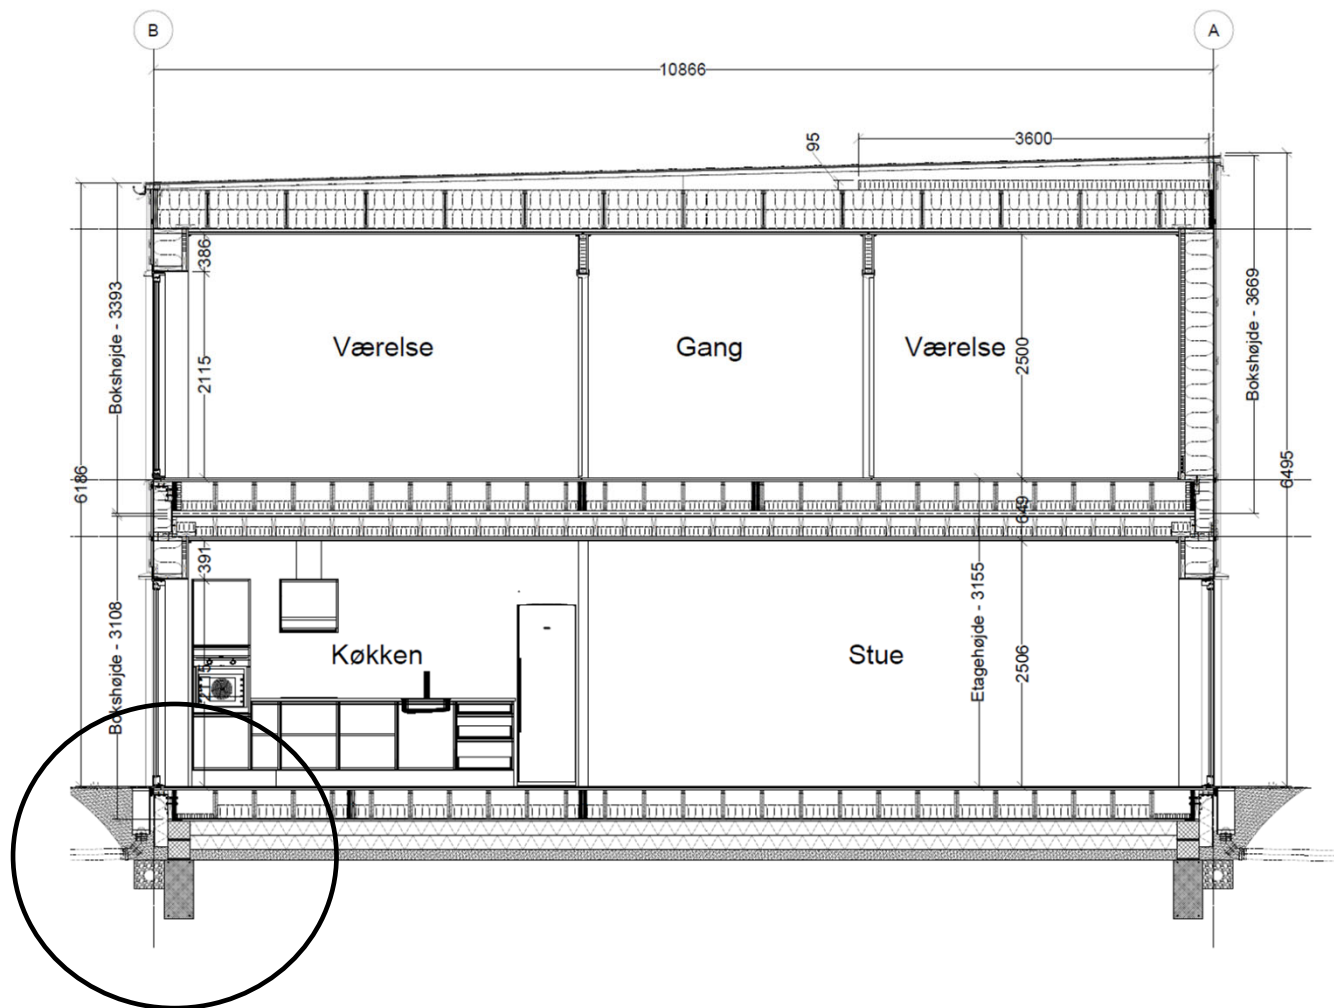 B
A
10866
95
3600
386
Bokshøjde - 3393
Værelse
Gang
Værelse
2115
2500
Bokshøjde - 3669
6186
6495
649
391
Bokshøjde - 3108
Køkken
Stue
Etagehøjde - 3155
2506